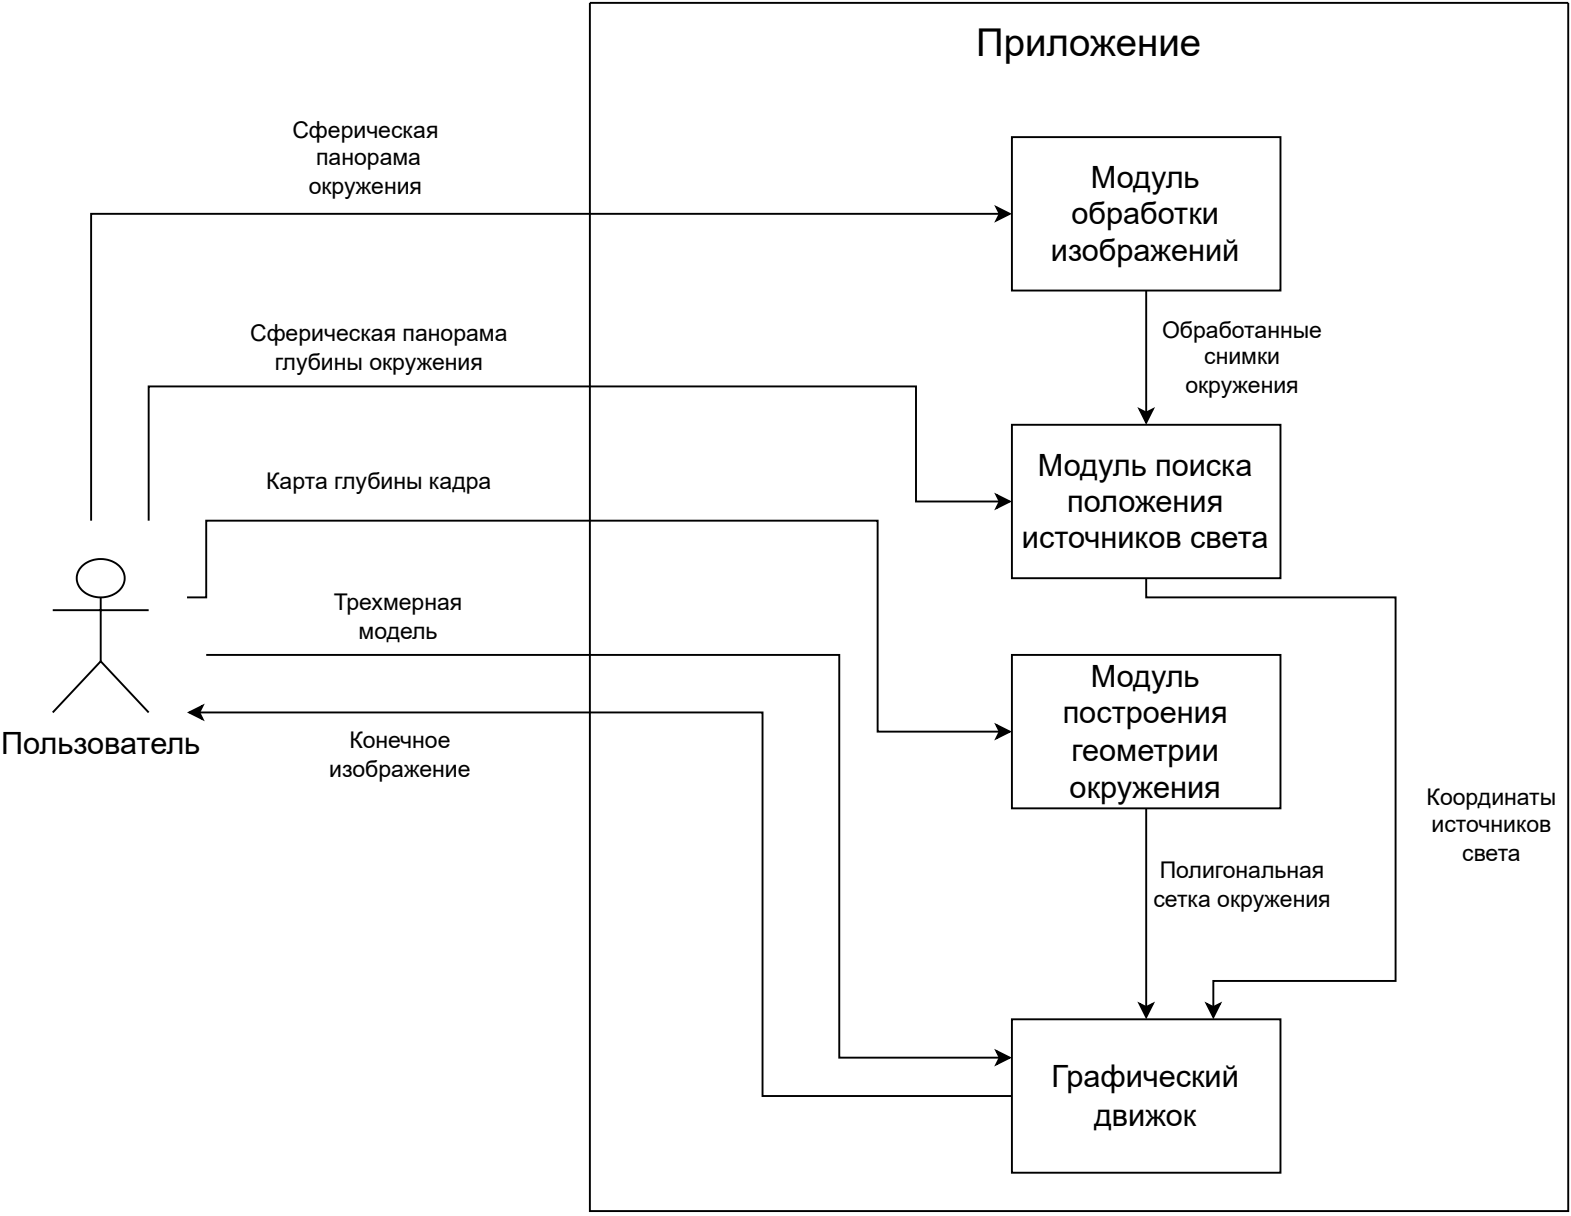 Приложение
Сферическая
панорама
окружения
Модуль
обработки
изображений
Сферическая панорама
глубины окружения
Обработанные
снимки
окружения
Карта глубины кадра
Модуль поиска
положения
источников света
Трехмерная
модель
Модуль
построения
геометрии
окружения
Пользователь
Конечное
изображение
Координаты
источников
света
Полигональная
сетка окружения
Графический
движок